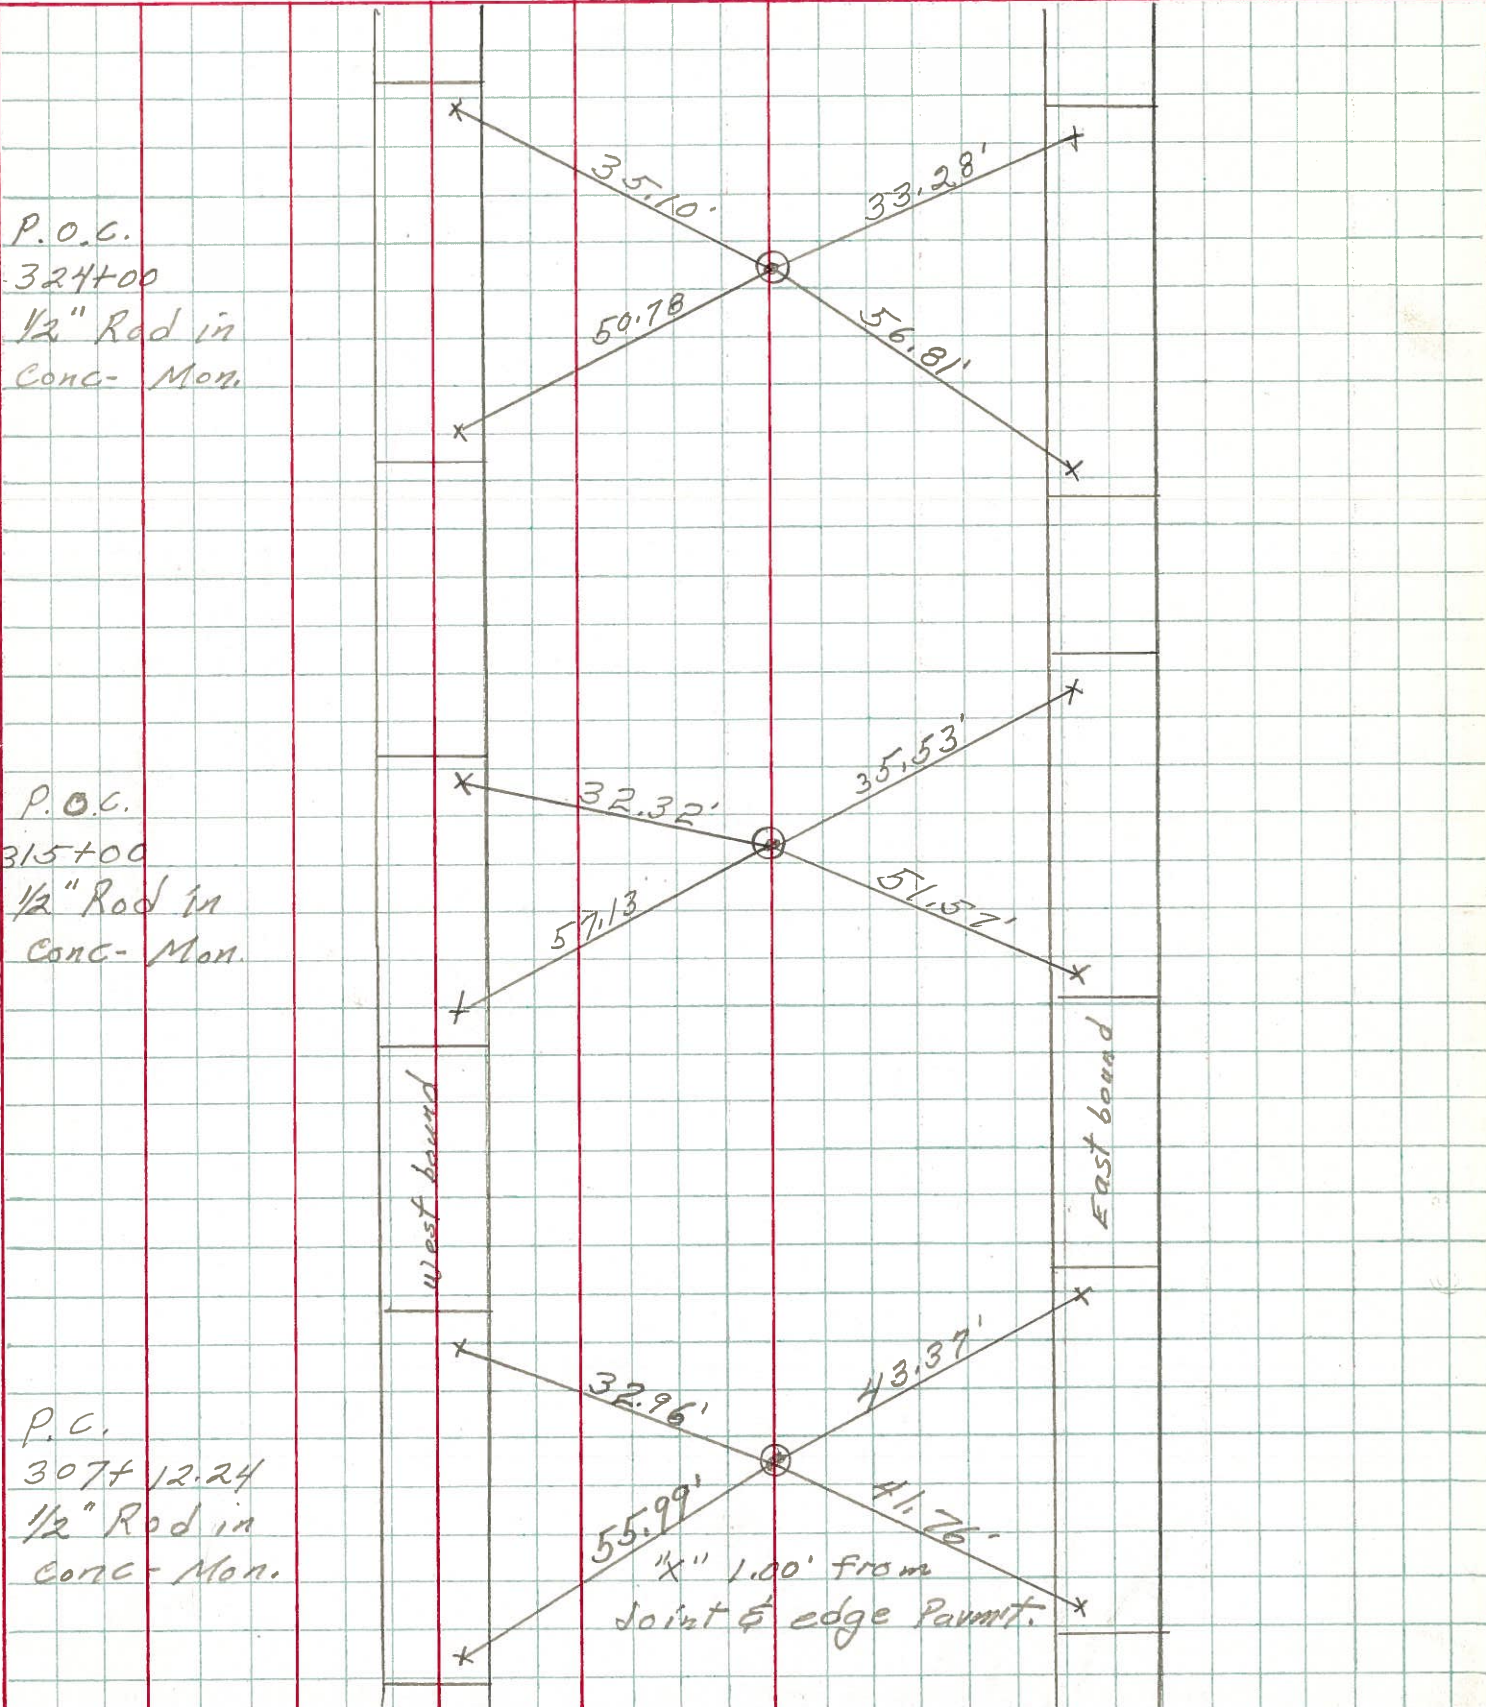 35.10'
33.28'
P.O.C.
324+00
1/2" Rod in
Conc- Mon.
50.78
56.81'
P.O.C.
315+00
1/2" Rod in
Conc- Mon.
32.32'
35.53'
57.13
51.57'
West bound
East bound
P.C.
307+12.24
1/2" Rod in
Conc- Mon.
32.96'
43.37'
55.99'
41.76'
"X" 1.00' from
Joint & edge Pavmt.